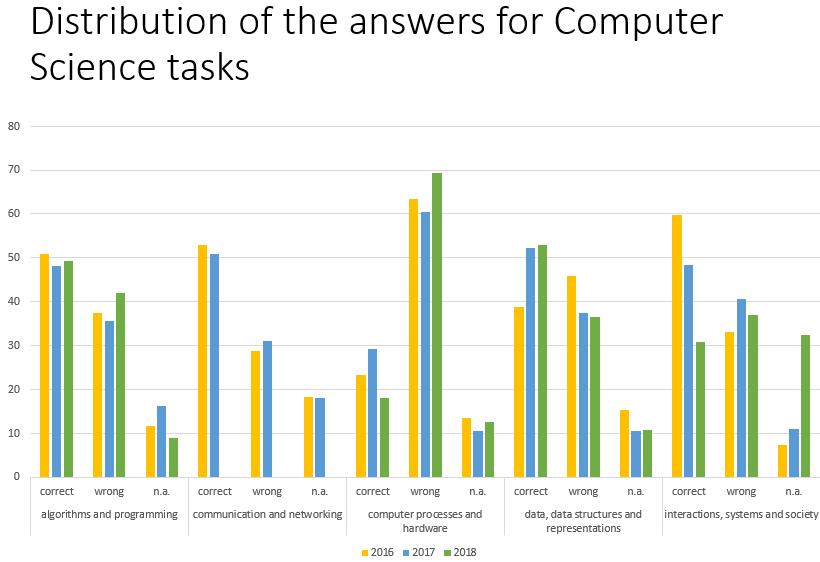 Distribution of the answers for Computer
Science tasks
80
70
60
50
40
30
20
10
0
correct wrong n.a. correct wrong n.a. correct wrong n.a. correct wrong n.a. correct wrong n.a.
algorithms and programming communication and networking computer processes and data, data structures and interactions, systems and society
hardware representations
2016 2017 2018